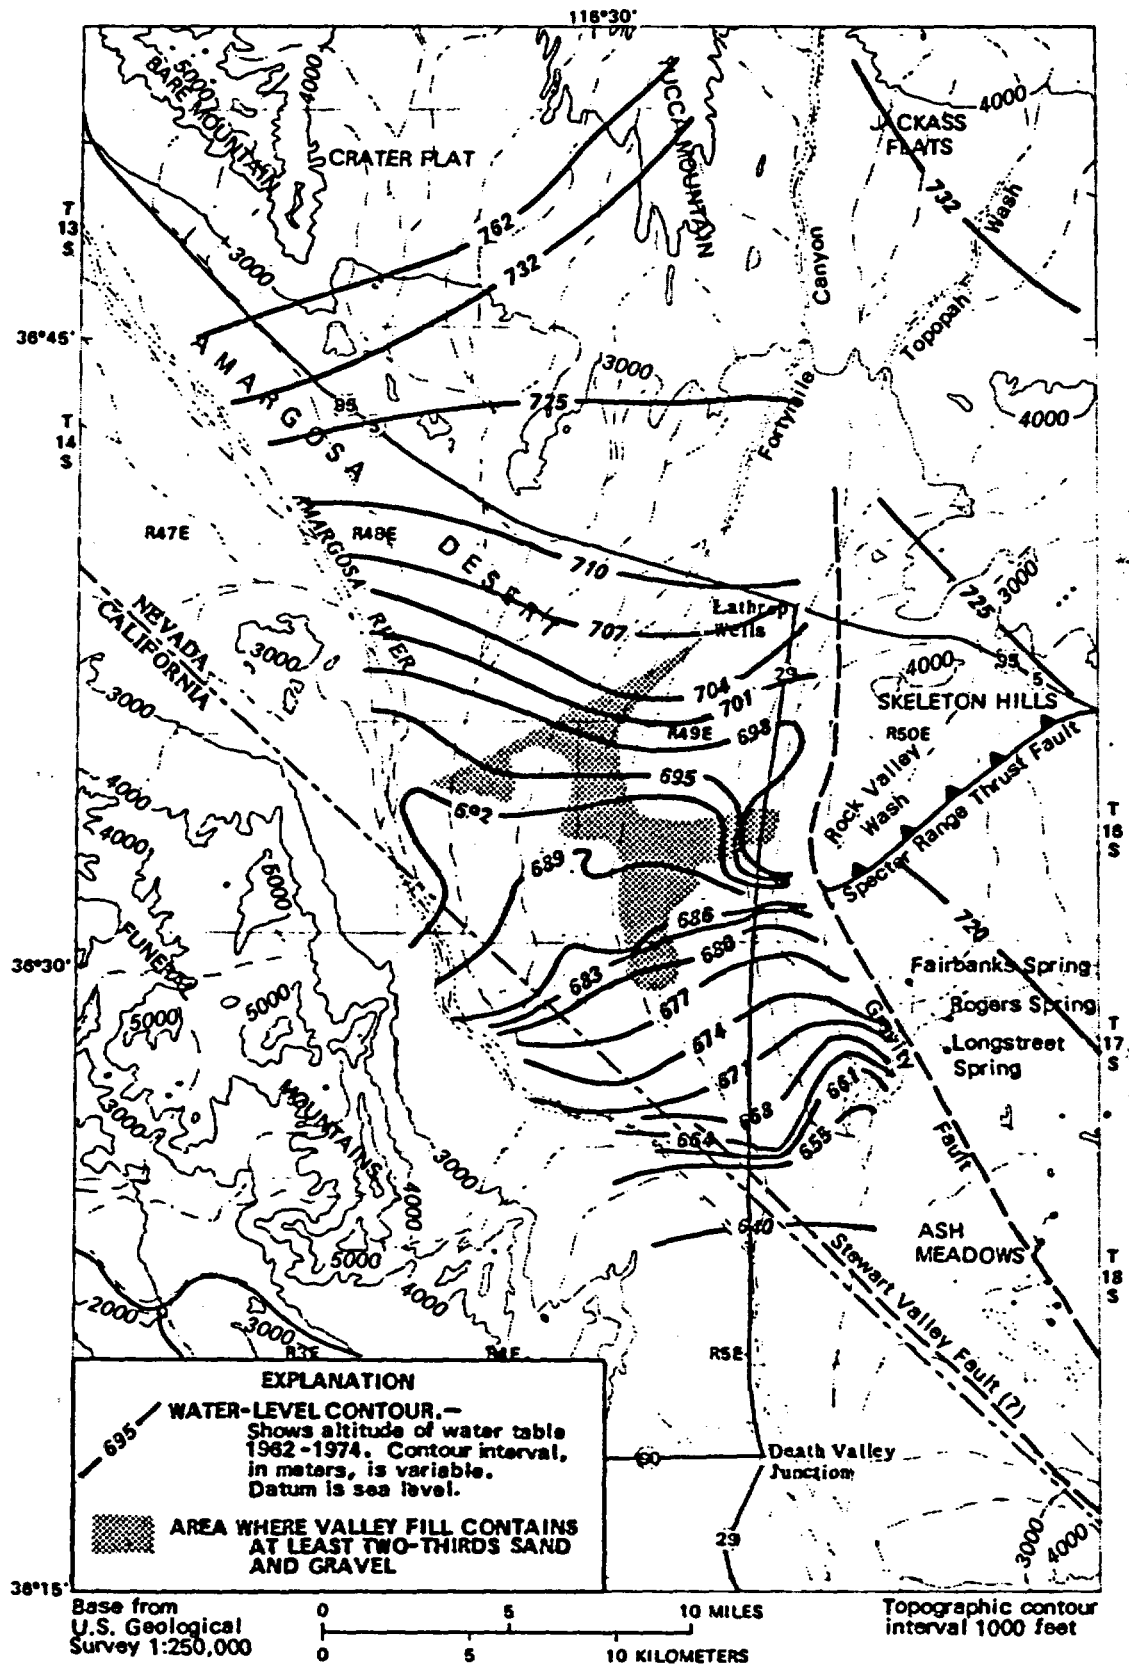 116°30'
5000
BARE MOUNTAIN
4000
CRATER FLAT
YUCCA MOUNTAIN
4000
JACKASS
FLATS
732
Wash
T
13
S
762
732
3000
Canyon
Topopah
36°45'
AMARGOSA
3000
95
725
4000
T
14
S
Fortymile
R47E
AMARGOSA
R48E
DESERT
710
3000
725
NEVADA
CALIFORNIA
RIVER
Lathrop
Wells
707
3000
3000
29
4000
95
5
704
701
SKELETON HILLS
R49E
698
R50E
4000
695
Rock Valley
Wash
Specter Range Thrust Fault
692
T
16
S
4000
689
5000
686
720
FUNERAL
680
36°30'
Fairbanks Spring
683
5000
677
Rogers Spring
5000
Gravity
T
17
S
674
Longstreet
Spring
671
661
3000
MOUNTAINS
668
664
658
Fault
3000
4000
640
ASH
MEADOWS
5000
Stewart Valley Fault (?)
T
18
S
2000
4000
3000
R3E
R4E
R5E
EXPLANATION
695
WATER-LEVEL CONTOUR.—
Shows altitude of water table
1962-1974. Contour interval,
in meters, is variable.
Datum is sea level.
Death Valley
Junction
AREA WHERE VALLEY FILL CONTAINS
AT LEAST TWO-THIRDS SAND
AND GRAVEL
29
3000
4000
36°15'
Base from
U.S. Geological
Survey 1:250,000
0 5 10 MILES
0 5 10 KILOMETERS
Topographic contour
interval 1000 feet